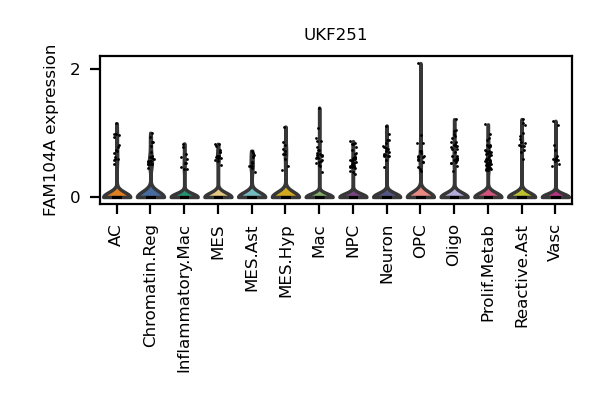 UKF251
FAM104A expression
2
0
AC
Chromatin.Reg
Inflammatory.Mac
MES
MES.Ast
MES.Hyp
Mac
NPC
Neuron
OPC
Oligo
Prolif.Metab
Reactive.Ast
Vasc